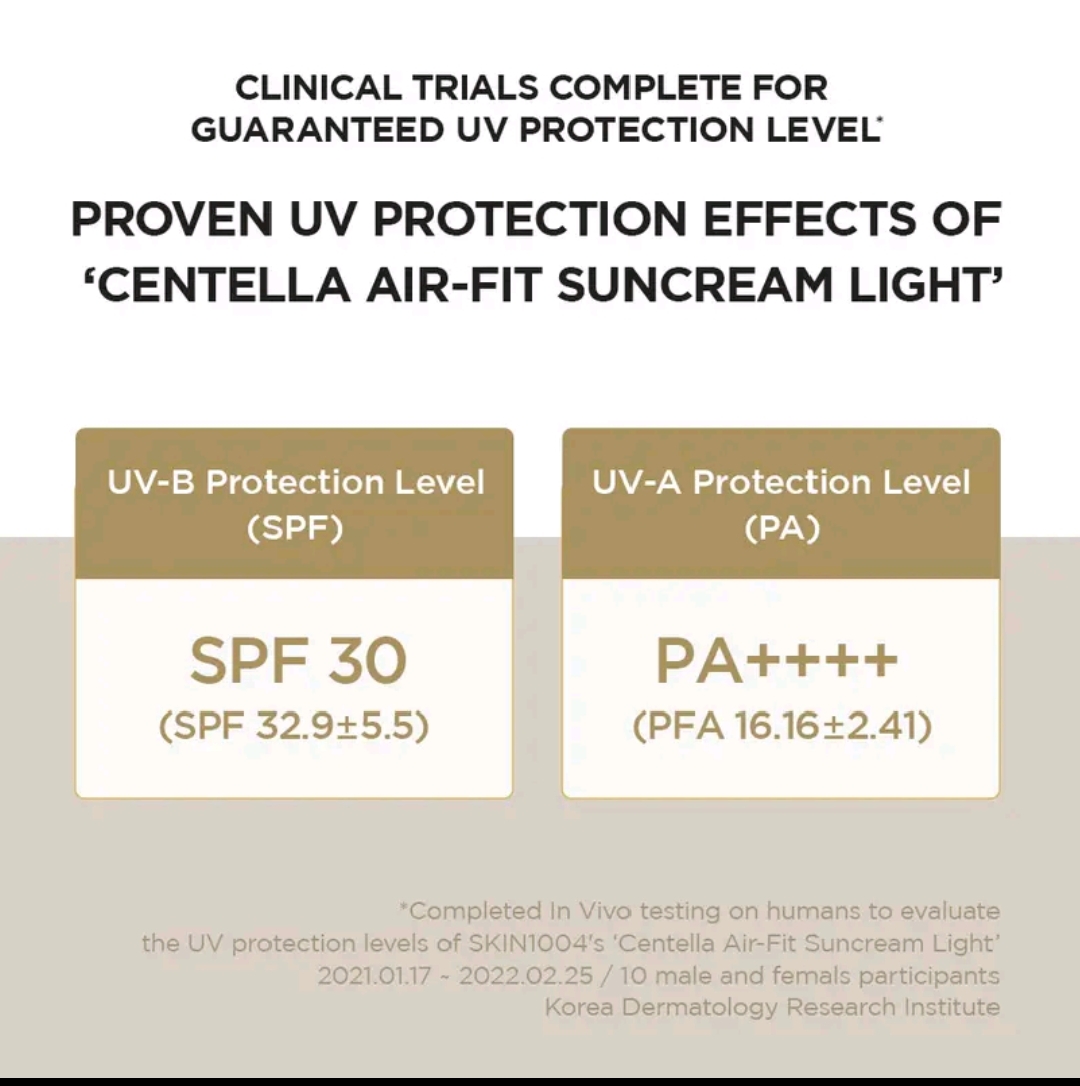 CLINICAL TRIALS COMPLETE FOR
GUARANTEED UV PROTECTION LEVEL*
PROVEN UV PROTECTION EFFECTS OF
‘CENTELLA AIR-FIT SUNCREAM LIGHT’
UV-B Protection Level
(SPF)
SPF 30
(SPF 32.9±5.5)
UV-A Protection Level
(PA)
PA++++
(PFA 16.16±2.41)
*Completed In Vivo testing on humans to evaluate
the UV protection levels of SKIN1004's ‘Centella Air-Fit Suncream Light’
2021.01.17 ~ 2022.02.25 / 10 male and femals participants
Korea Dermatology Research Institute